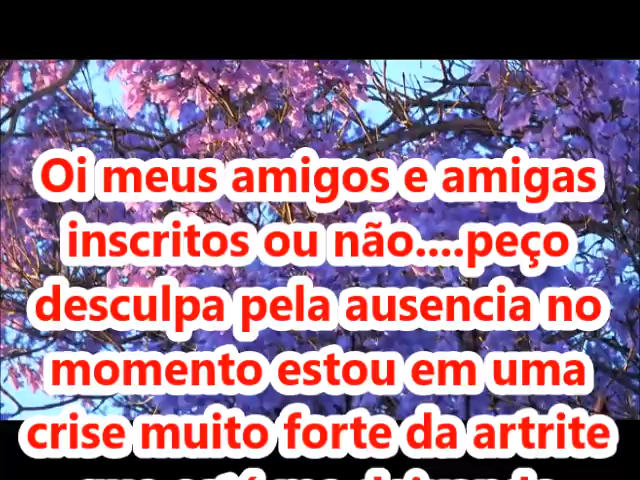 Oi meus amigos e amigas
inscritos ou não....peço
desculpa pela ausencia no
momento estou em uma
crise muito forte da artrite